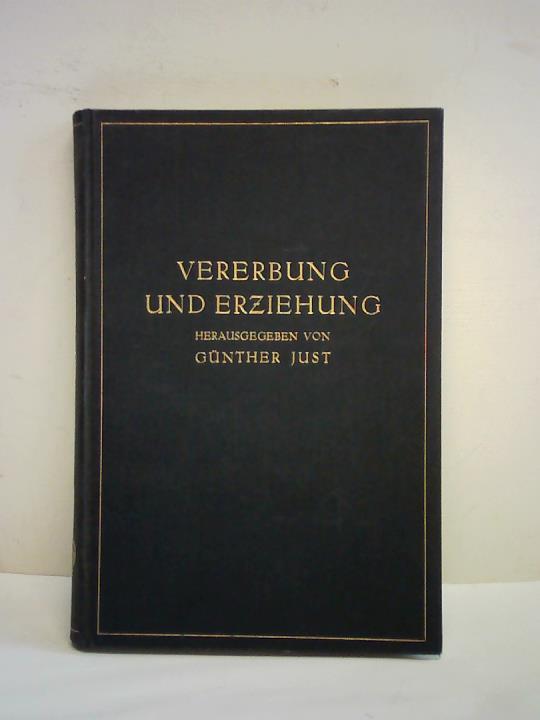 VERERBUNG
UND ERZIEHUNG
HERAUSGEGEBEN VON
GÜNTHER JUST